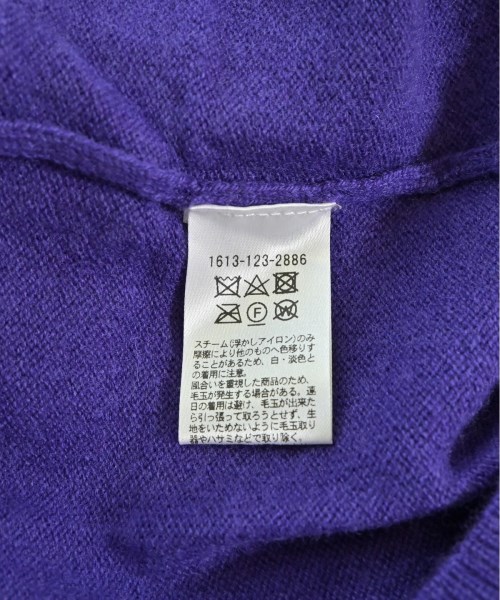 1613-123-2886
F
W
スチーム(浮かしアイロン)のみ
摩擦により他のものへ色移りす
ることがあるため、白・淡色と
の着用に注意。
風合いを重視した商品のため、
毛玉が発生する場合がある。連
日の着用は避け、毛玉が出来た
ら引っ張って取ろうとせず、生
地をいためないように毛玉取り
器やハサミなどで取り除く。